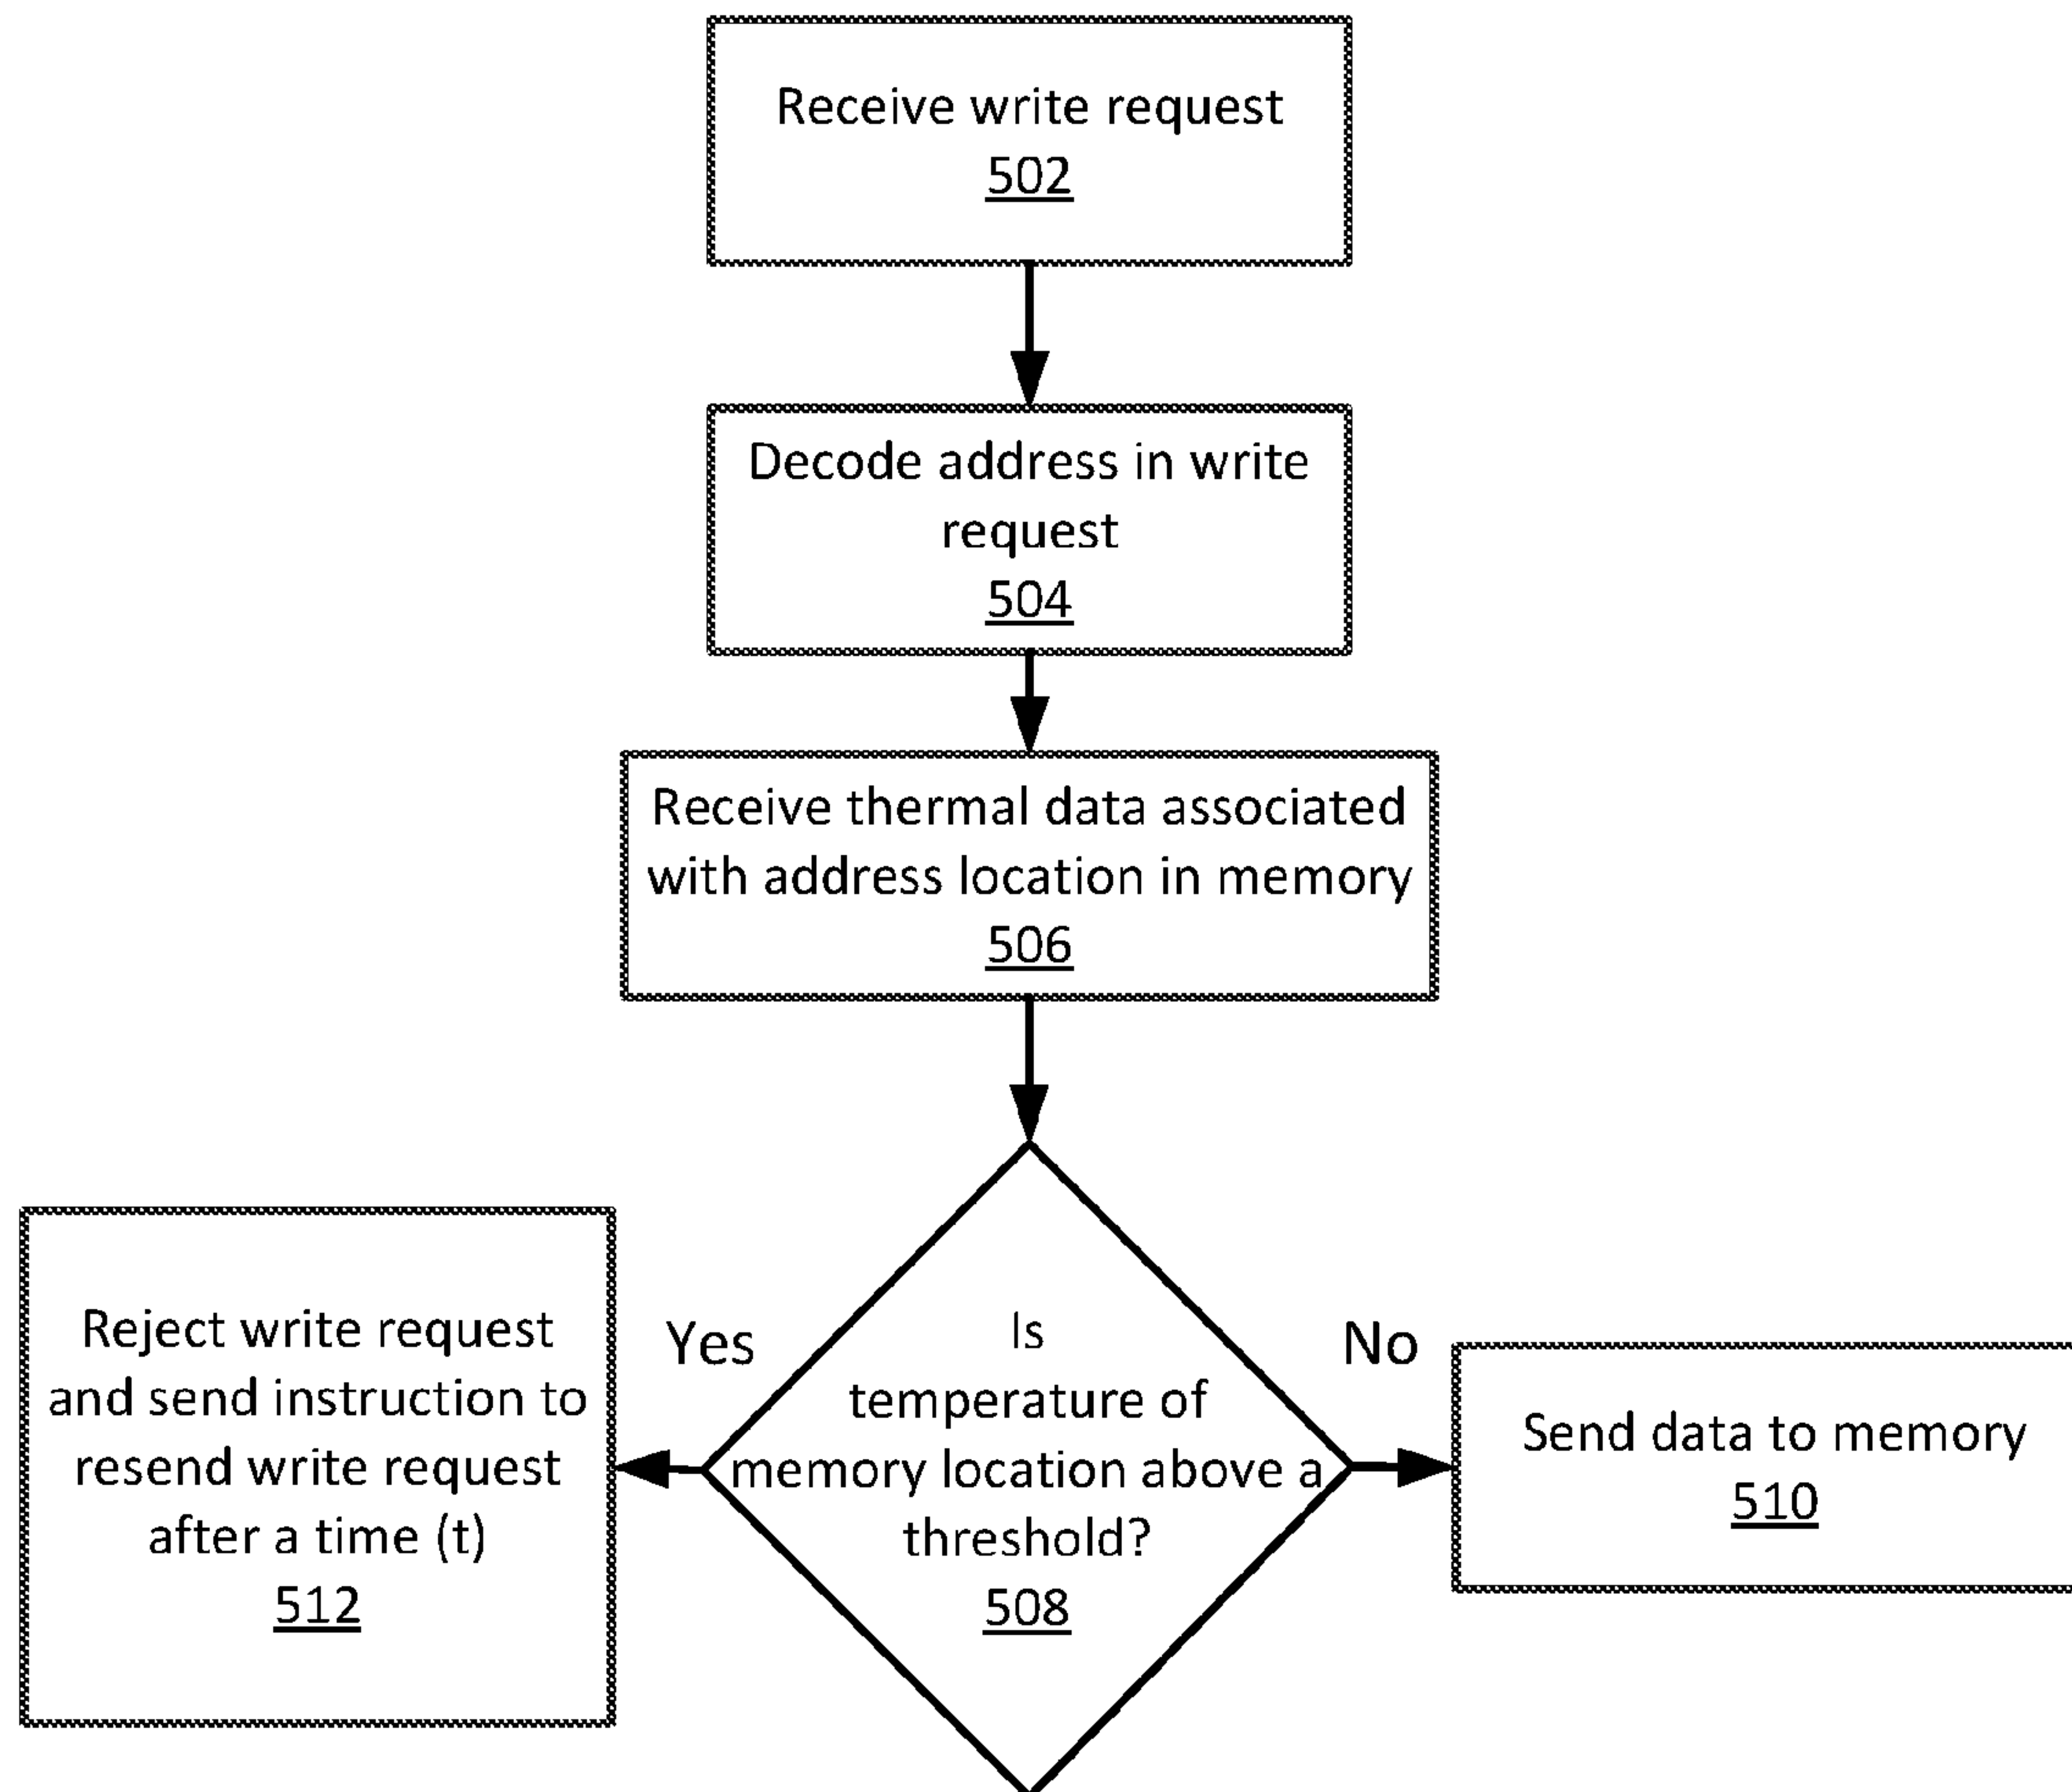 Receive write request
502
Decode address in write
request
504
Receive thermal data associated
with address location in memory
506
Is
temperature of
memory location above a
threshold?
508
Yes
No
Reject write request
and send instruction to
resend write request
after a time (t)
512
Send data to memory
510